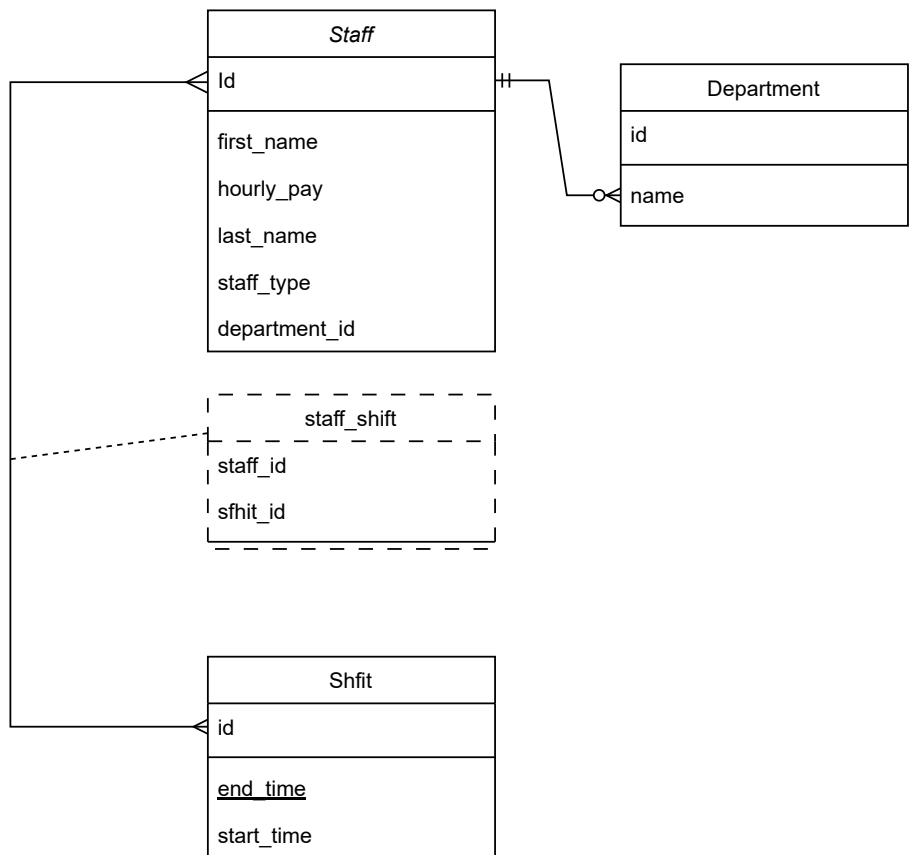 Staff
Id
first_name
hourly_pay
last_name
staff_type
department_id
Department
id
name
staff_shift
staff_id
sfhit_id
Shfit
id
end_time
start_time